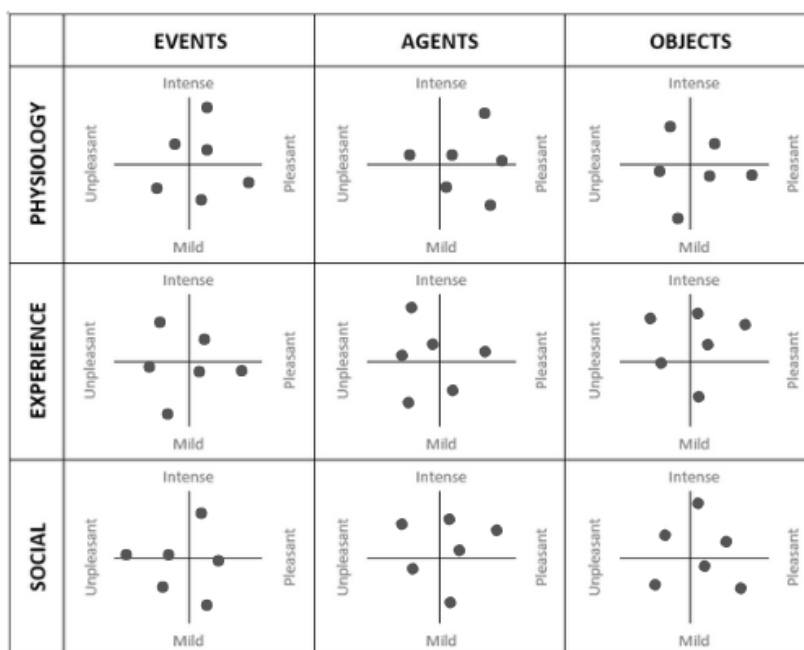 EVENTS AGENTS OBJECTS
PHYSIOLOGY
Intense Intense Intense
Unpleasant Pleasant Unpleasant Pleasant Unpleasant Pleasant
Mild Mild Mild
EXPERIENCE
Intense Intense Intense
Unpleasant Pleasant Unpleasant Pleasant Unpleasant Pleasant
Mild Mild Mild
SOCIAL
Intense Intense Intense
Unpleasant Pleasant Unpleasant Pleasant Unpleasant Pleasant
Mild Mild Mild